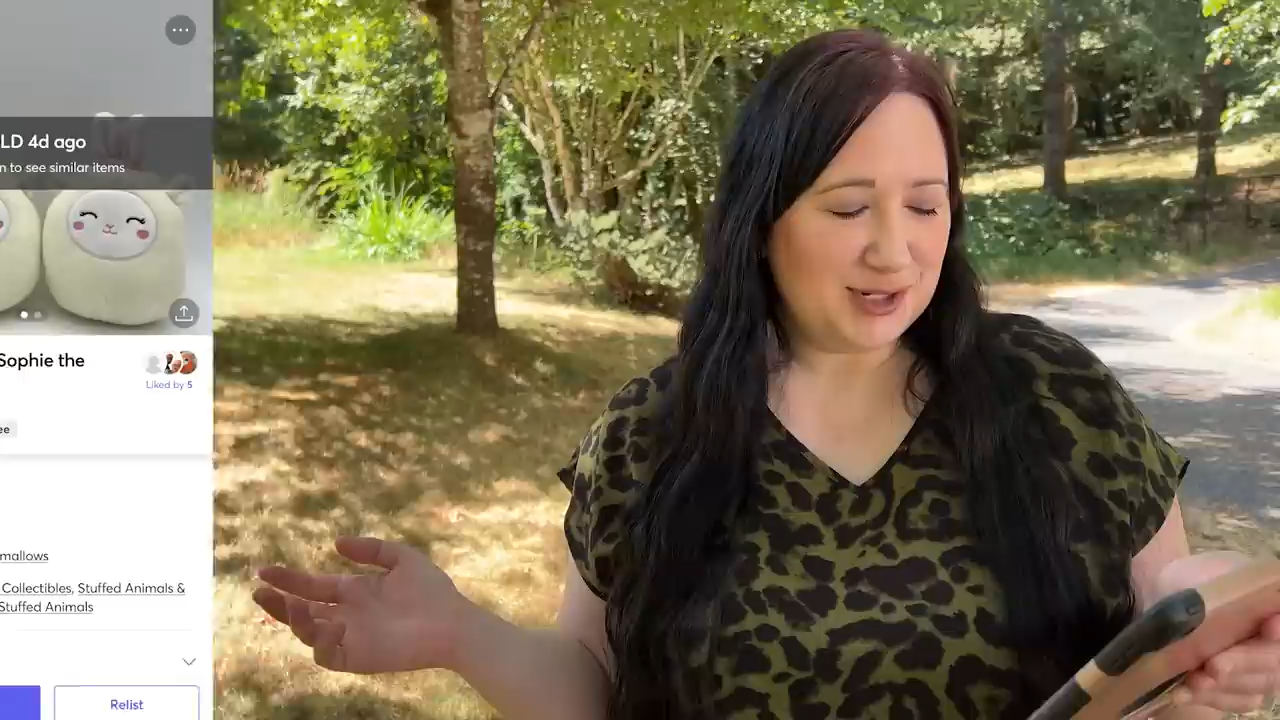 LD 4d ago
n to see similar items
Sophie the
Liked by 5
ee
mallows
Collectibles, Stuffed Animals &
Stuffed Animals
Relist